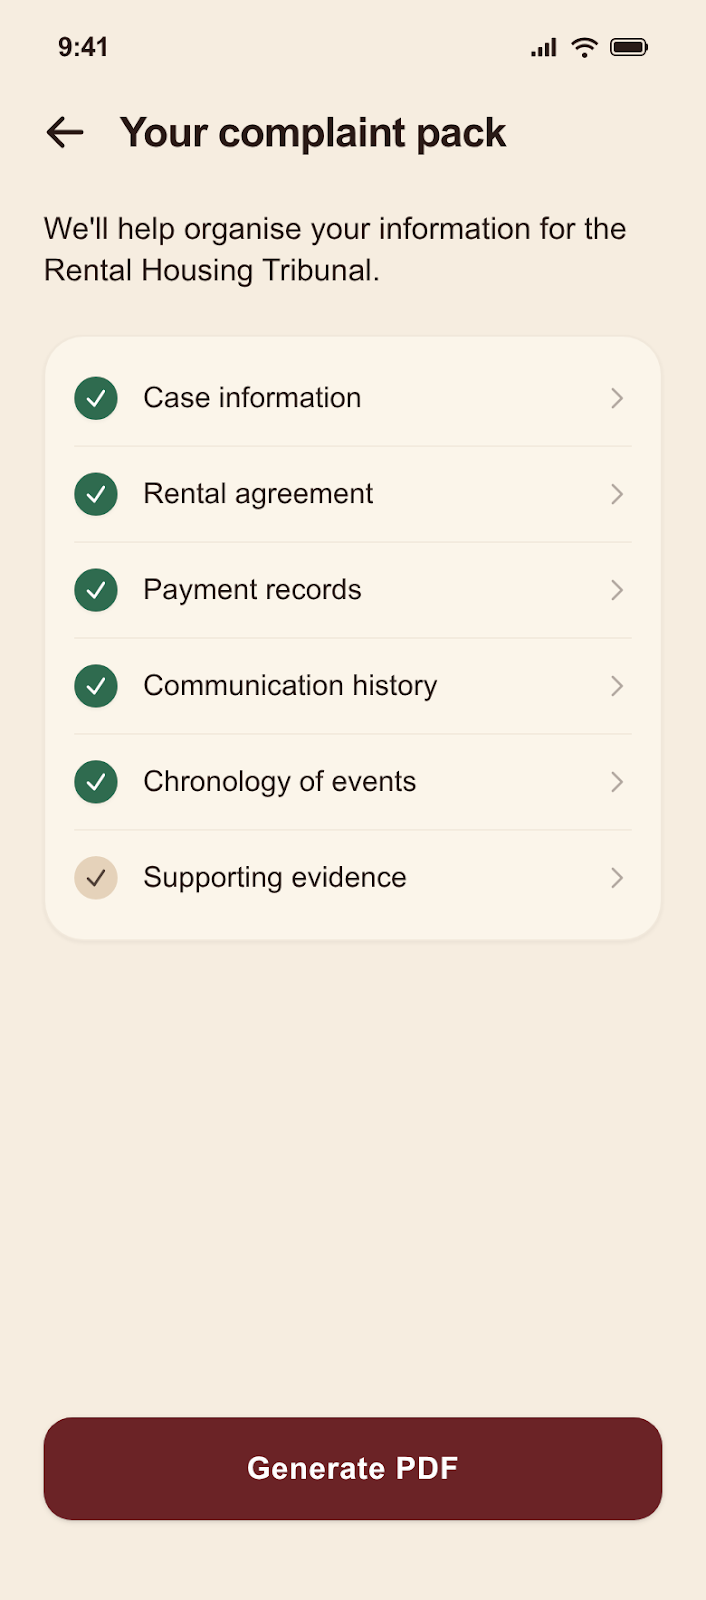 9:41
Your complaint pack
We'll help organise your information for the
Rental Housing Tribunal.
Case information
Rental agreement
Payment records
Communication history
Chronology of events
Supporting evidence
Generate PDF